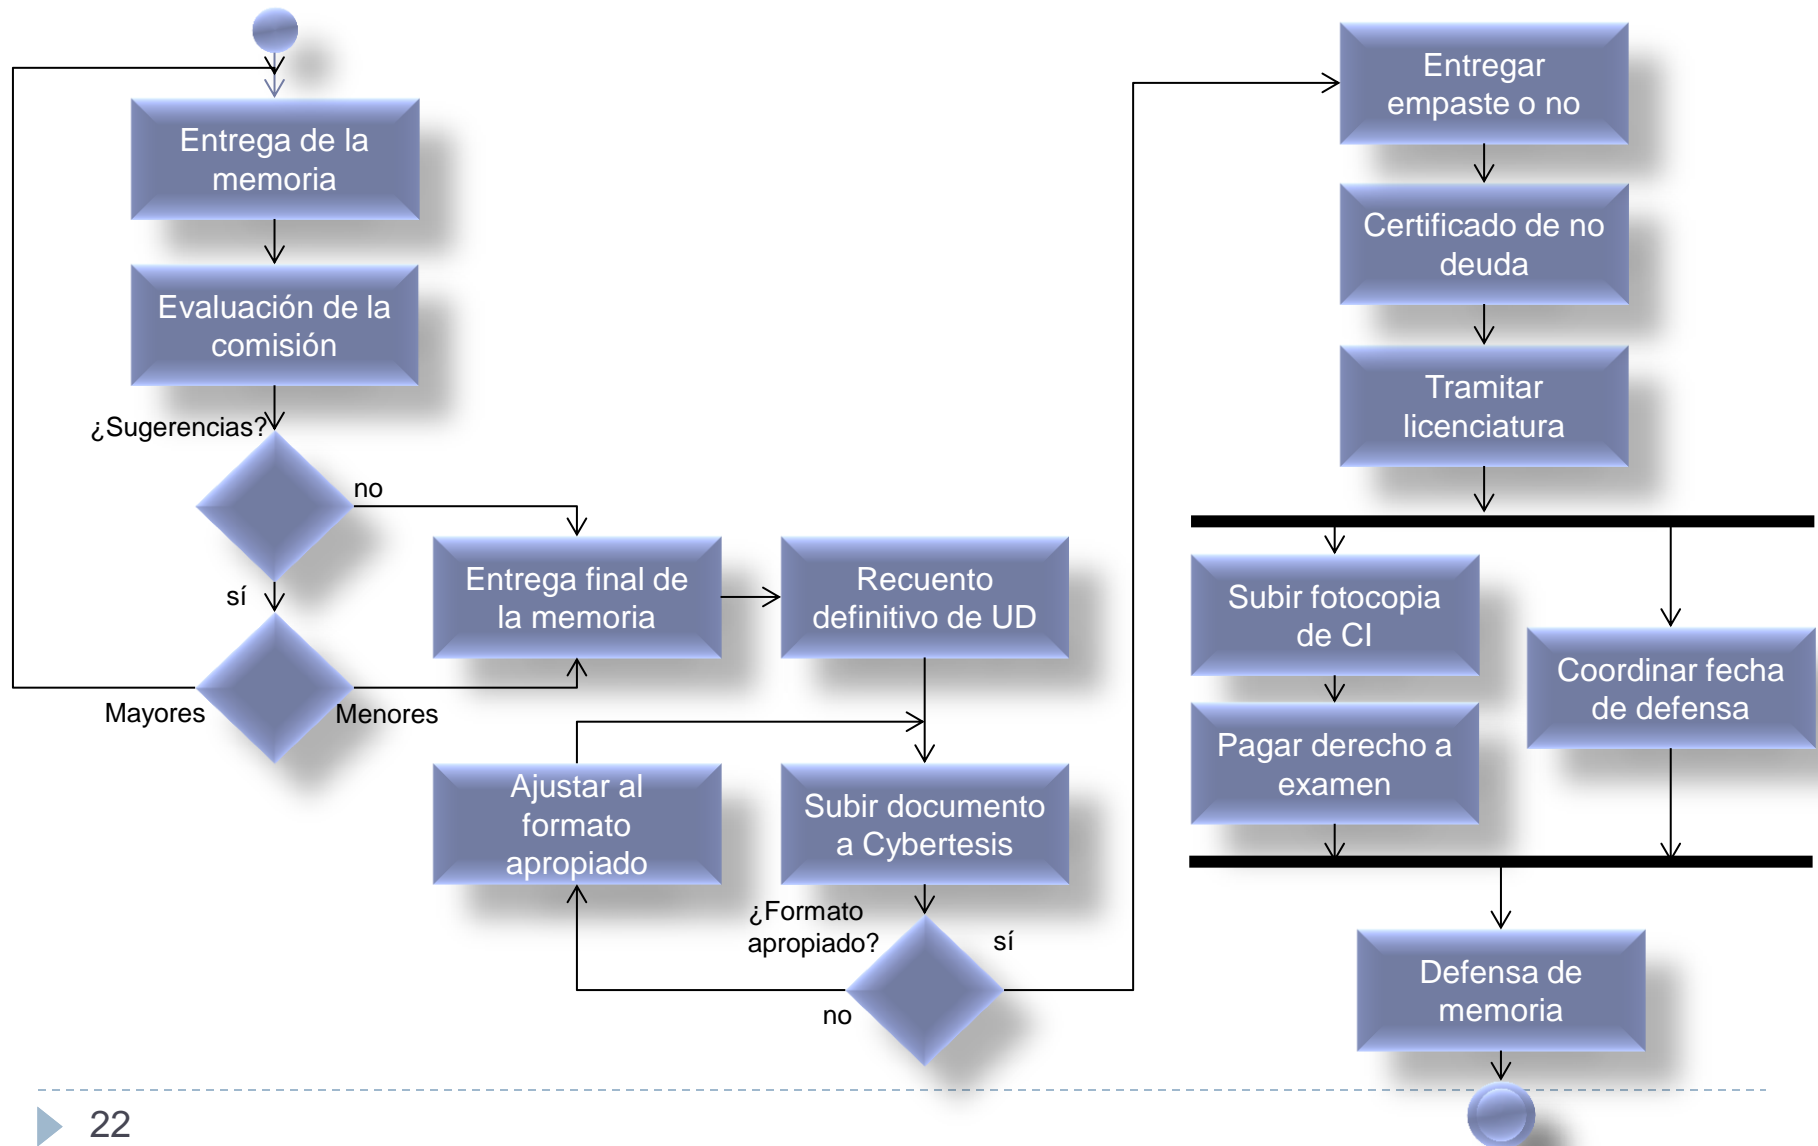 Entrega de la
memoria
Evaluación de la
comisión
¿Sugerencias?
no
sí
Mayores
Menores
Entrega final de
la memoria
Recuento
definitivo de UD
Ajustar al
formato
apropiado
Subir documento
a Cybertesis
¿Formato
apropiado?
sí
no
Entregar
empaste o no
Certificado de no
deuda
Tramitar
licenciatura
Subir fotocopia
de CI
Pagar derecho a
examen
Coordinar fecha
de defensa
Defensa de
memoria
22